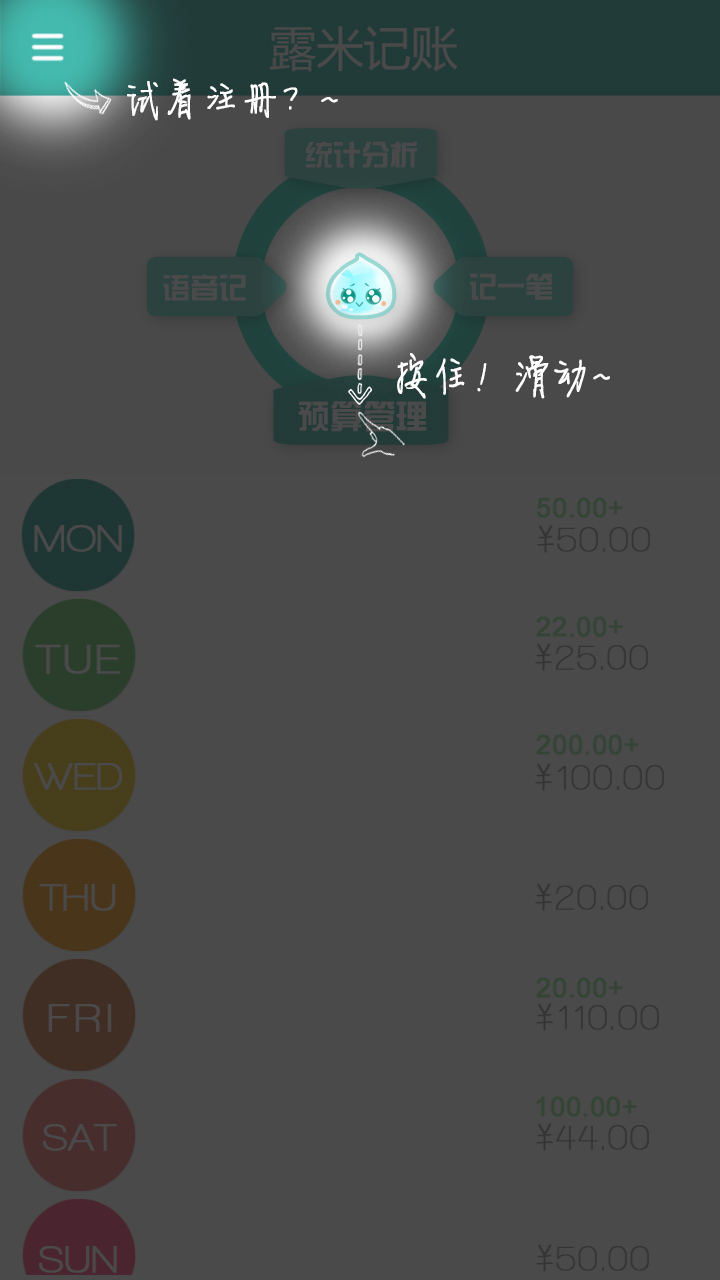 露米记账
试着注册？~
统计分析
语音记
记一笔
按住！滑动~
预算管理
MON
50.00+
¥50.00
TUE
22.00+
¥25.00
WED
200.00+
¥100.00
THU
¥20.00
FRI
20.00+
¥110.00
SAT
100.00+
¥44.00
SUN
¥50.00